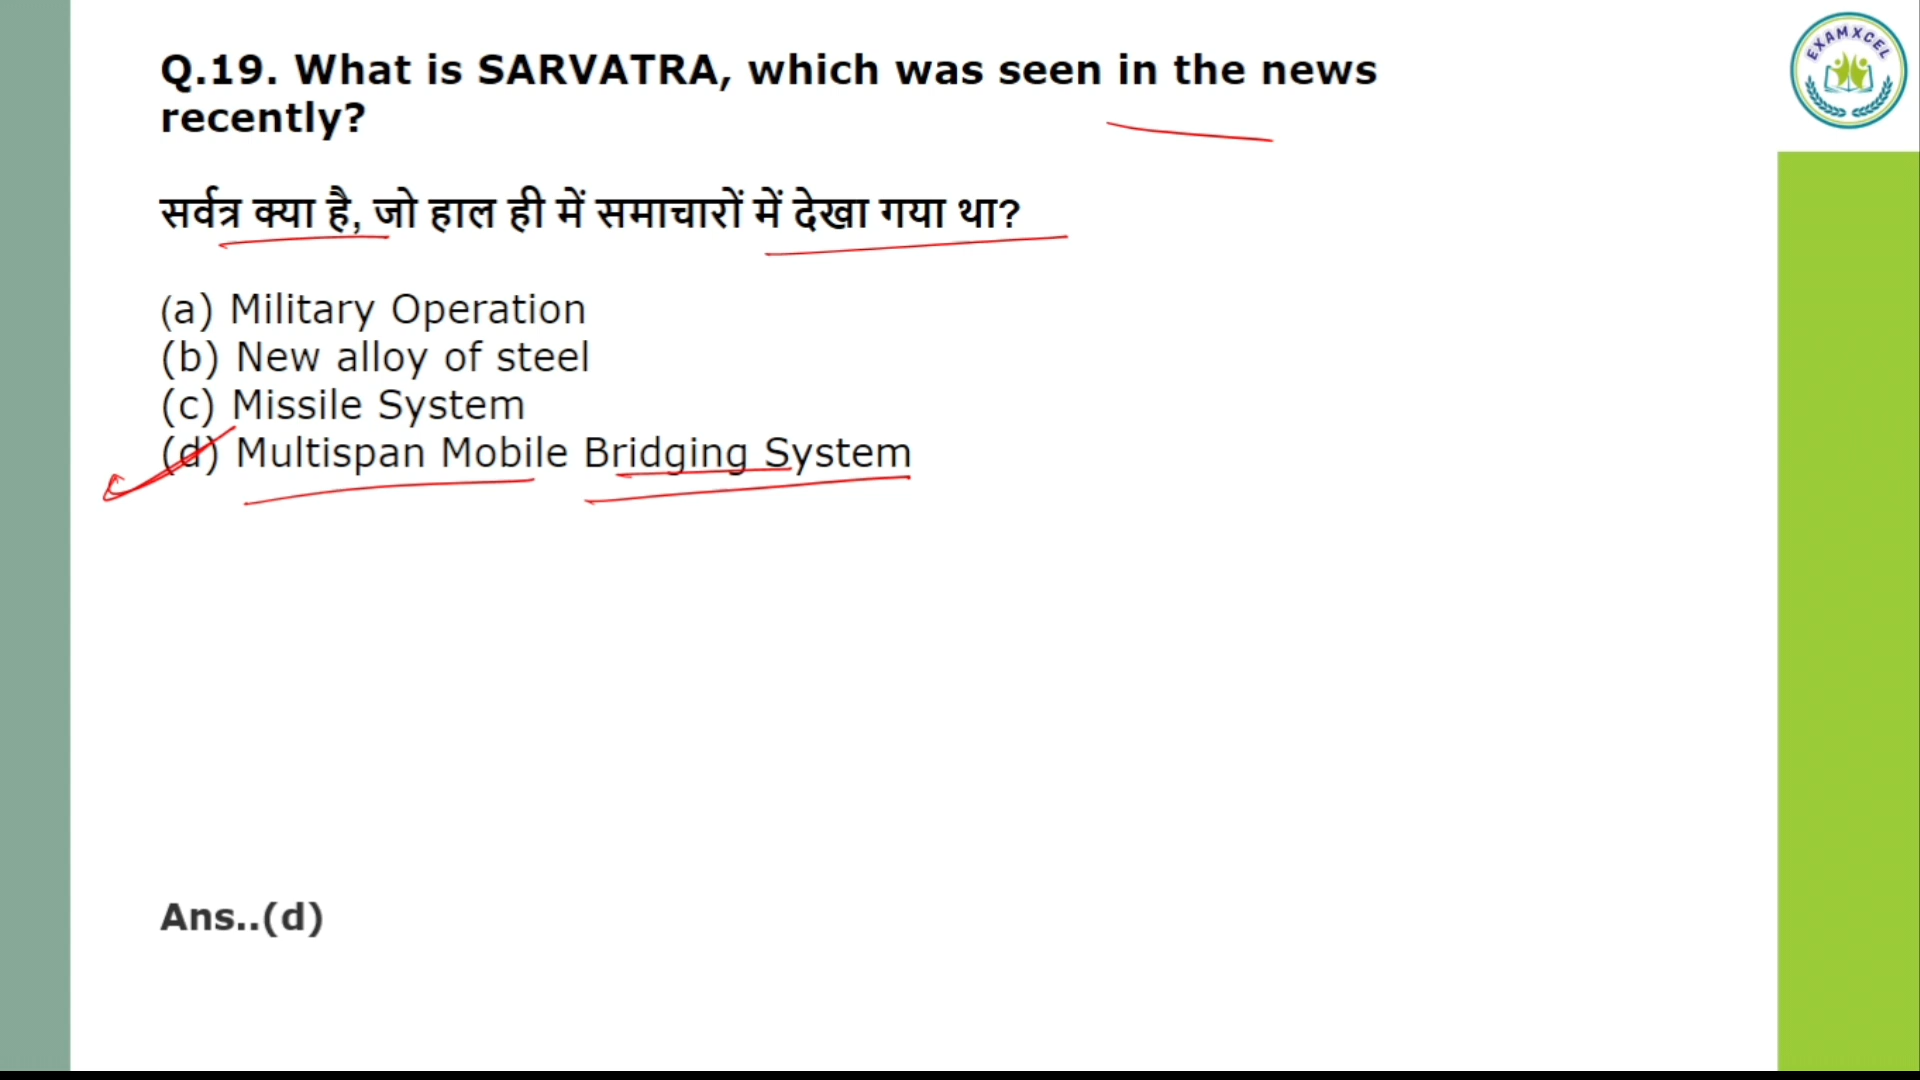 EXAMXCEL
Q.19. What is SARVATRA, which was seen in the news
recently?
सर्वत्र क्या है, जो हाल ही में समाचारों में देखा गया था?
(a) Military Operation
(b) New alloy of steel
(c) Missile System
(d) Multispan Mobile Bridging System
Ans..(d)